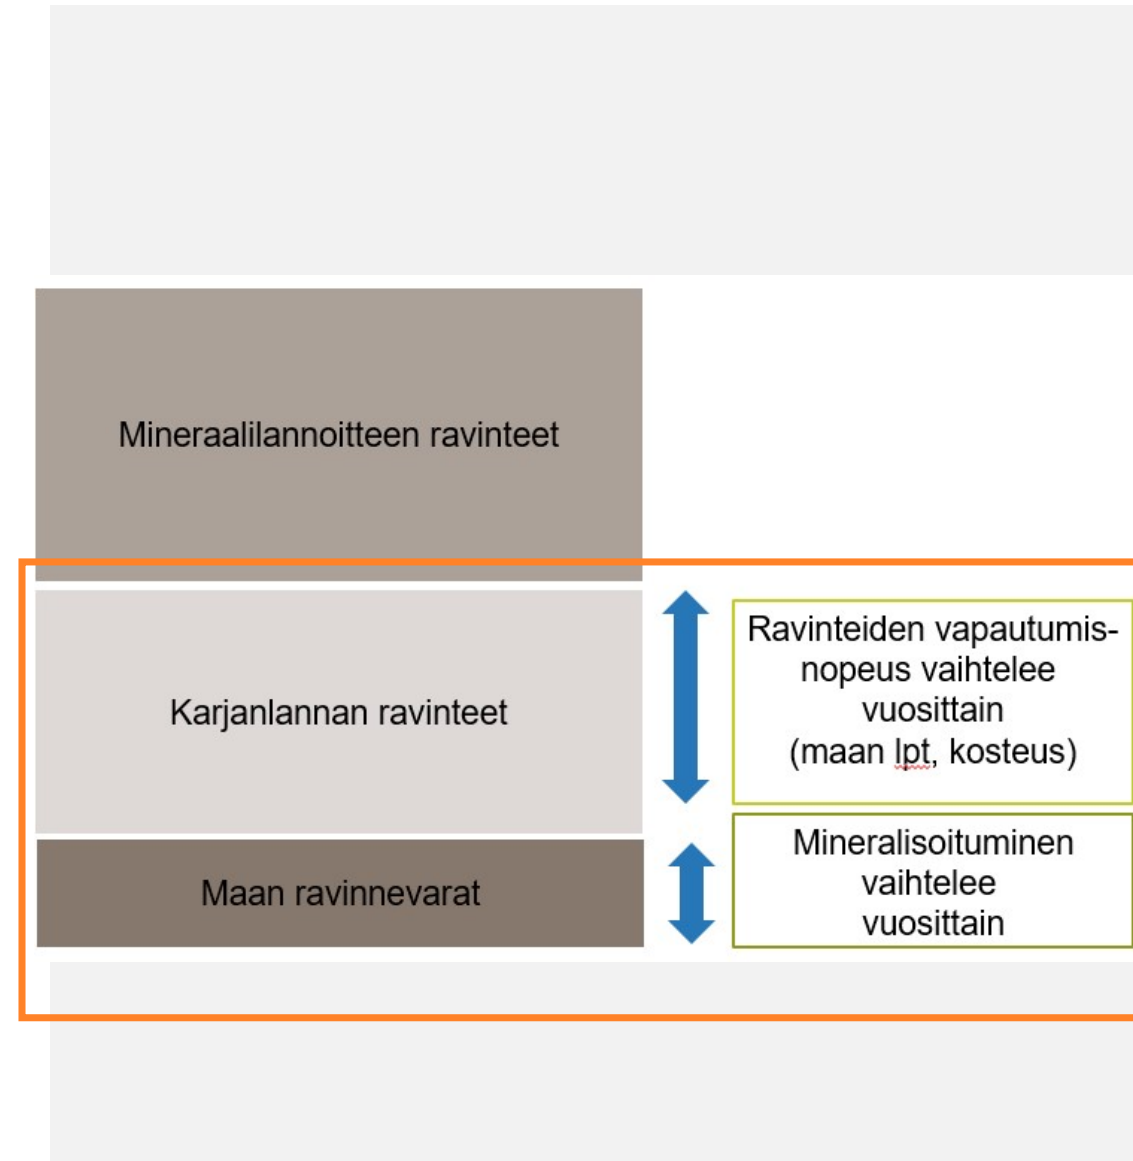 Mineraalilannoitteen ravinteet
Karjanlannan ravinteet
Ravinteiden vapautumis-
nopeus vaihtelee
vuosittain
(maan lpt, kosteus)
Maan ravinnevarat
Mineralisoituminen
vaihtelee
vuosittain